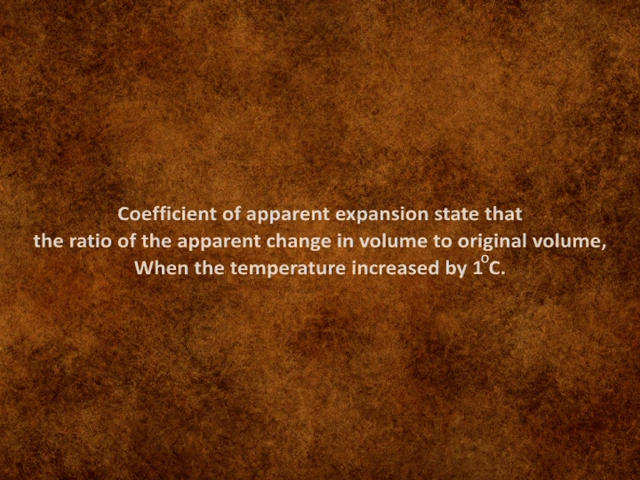 Coefficient of apparent expansion state that
the ratio of the apparent change in volume to original volume,
When the temperature increased by 1°C.